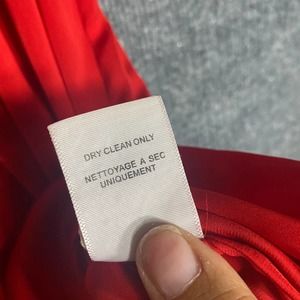 DRY CLEAN ONLY
NETTOYAGE A SEC
UNIQUEMENT